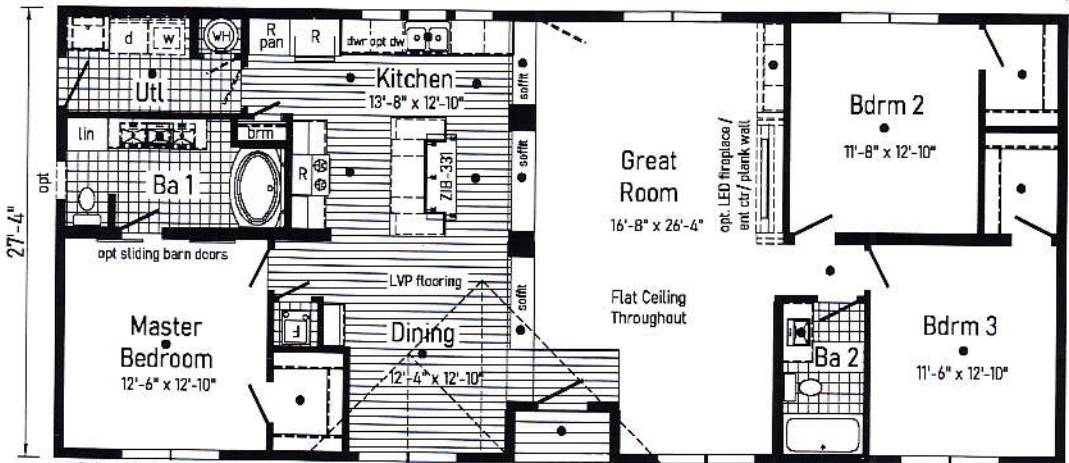 27'-4"
d
w
WH
Utl
R
pan
R
dwr opt dw
Kitchen
13'-8" x 12'-10"
soffit
lin
brm
Ba 1
opt
R
ZIB-331
soffit
opt sliding barn doors
Master
Bedroom
12'-6" x 12'-10"
LVP flooring
F
Dining
12'-4" x 12'-10"
soffit
Great
Room
16'-8" x 26'-4"
opt. LED fireplace /
ent ctr/ plank wall
Flat Ceiling
Throughout
Bdrm 2
11'-8" x 12'-10"
Ba 2
Bdrm 3
11'-6" x 12'-10"